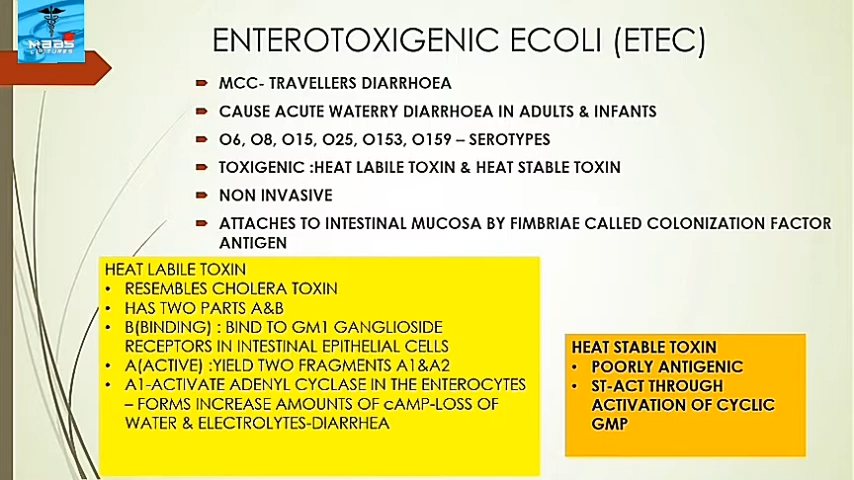 MAAS
LECTURES
ENTEROTOXIGENIC ECOLI (ETEC)
MCC- TRAVELLERS DIARRHOEA
CAUSE ACUTE WATERRY DIARRHOEA IN ADULTS & INFANTS
O6, O8, O15, O25, O153, O159 – SEROTYPES
TOXIGENIC :HEAT LABILE TOXIN & HEAT STABLE TOXIN
NON INVASIVE
ATTACHES TO INTESTINAL MUCOSA BY FIMBRIAE CALLED COLONIZATION FACTOR
ANTIGEN
HEAT LABILE TOXIN
• RESEMBLES CHOLERA TOXIN
• HAS TWO PARTS A&B
• B(BINDING) : BIND TO GM1 GANGLIOSIDE
RECEPTORS IN INTESTINAL EPITHELIAL CELLS
• A(ACTIVE) :YIELD TWO FRAGMENTS A1&A2
• A1-ACTIVATE ADENYL CYCLASE IN THE ENTEROCYTES
– FORMS INCREASE AMOUNTS OF cAMP-LOSS OF
WATER & ELECTROLYTES-DIARRHEA
HEAT STABLE TOXIN
• POORLY ANTIGENIC
• ST-ACT THROUGH
ACTIVATION OF CYCLIC
GMP